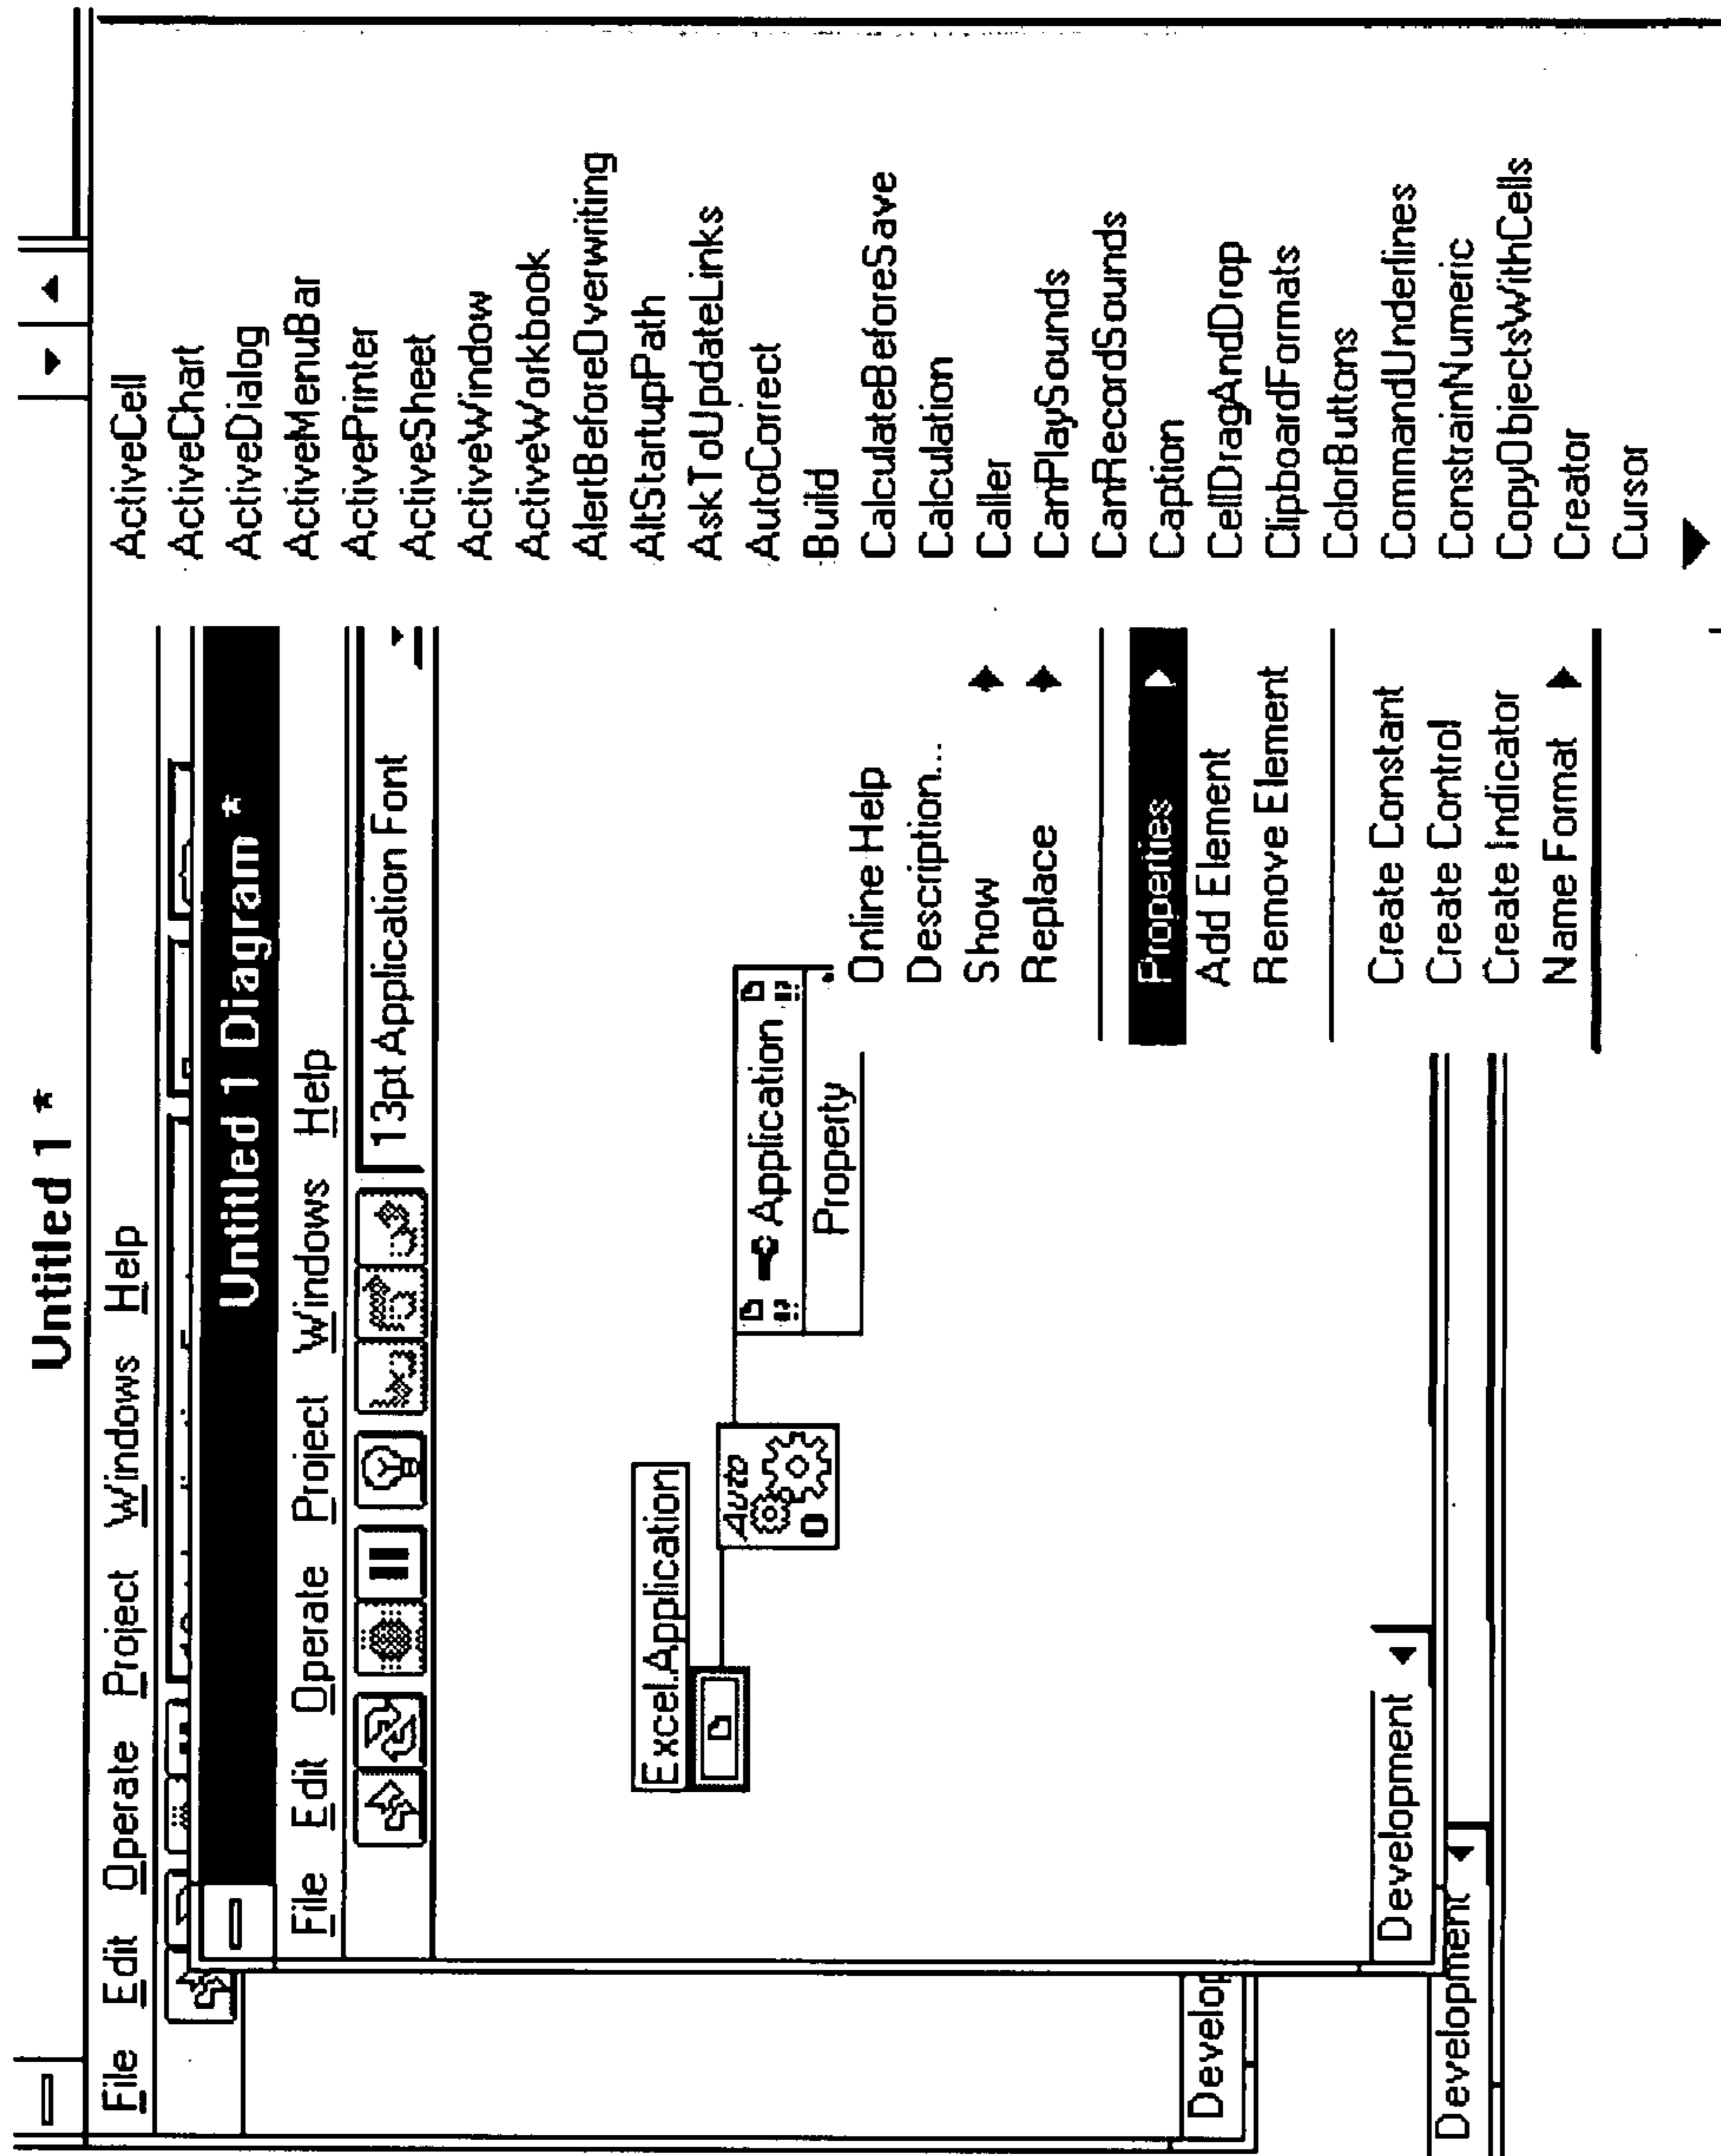 Untitled 1 *
File Edit Operate Project Windows Help
Untitled 1 Diagram *
File Edit Operate Project Windows Help
13pt Application Font
Excel.Application
Auto
Application
Property
Online Help
Description...
Show
Replace
Properties
Add Element
Remove Element
Create Constant
Create Control
Create Indicator
Name Format
ActiveCell
ActiveChart
ActiveDialog
ActiveMenuBar
ActivePrinter
ActiveSheet
ActiveWindow
ActiveWorkbook
AlertBeforeOverwriting
AltStartupPath
AskToUpdateLinks
AutoCorrect
Build
CalculateBeforeSave
Calculation
Caller
CanPlaySounds
CanRecordSounds
Caption
CellDragAndDrop
ClipboardFormats
ColorButtons
CommandUnderlines
ConstrainNumeric
CopyObjectsWithCells
Creator
Cursor
Develop
Development
Development